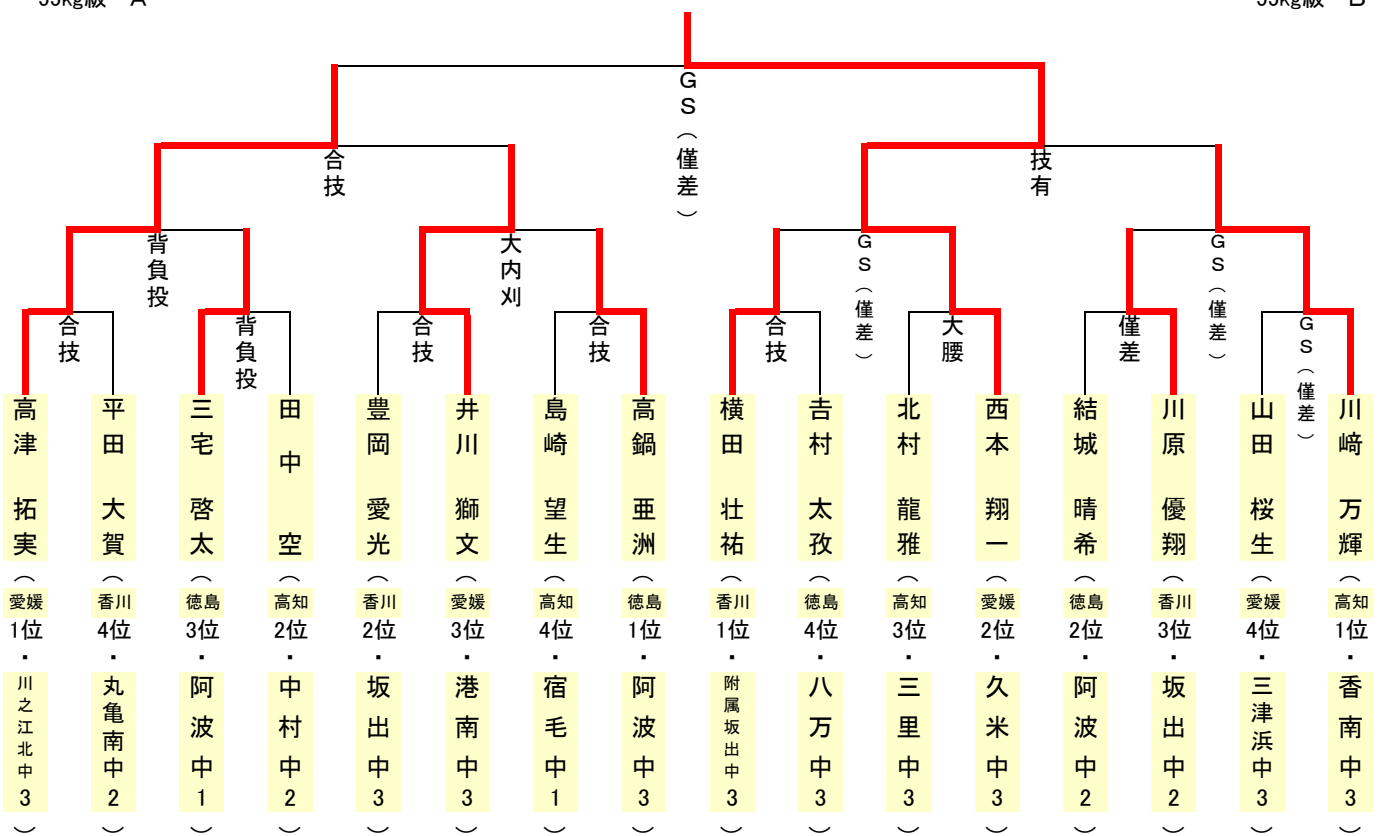 GS（僅差）
合技
技有
背負投
大内刈
GS（僅差）
GS（僅差）
合技
背負投
合技
合技
合技
大腰
僅差
GS（僅差）
高津 拓実（愛媛1位・川之江北中3）
平田 大賀（香川4位・丸亀南中2）
三宅 啓太（徳島3位・阿波中1）
田中 空（高知2位・中村中2）
豊岡 愛光（香川2位・坂出中3）
井川 獅文（愛媛3位・港南中3）
島崎 望生（高知4位・宿毛中1）
高鍋 亜洲（徳島1位・阿波中3）
横田 壮祐（香川1位・附属坂出中3）
𠮷村 太孜（徳島4位・八万中3）
北村 龍雅（高知3位・三里中3）
西本 翔一（愛媛2位・久米中3）
結城 晴希（徳島2位・阿波中2）
川原 優翔（香川3位・坂出中2）
山田 桜生（愛媛4位・三津浜中3）
川﨑 万輝（高知1位・香南中3）